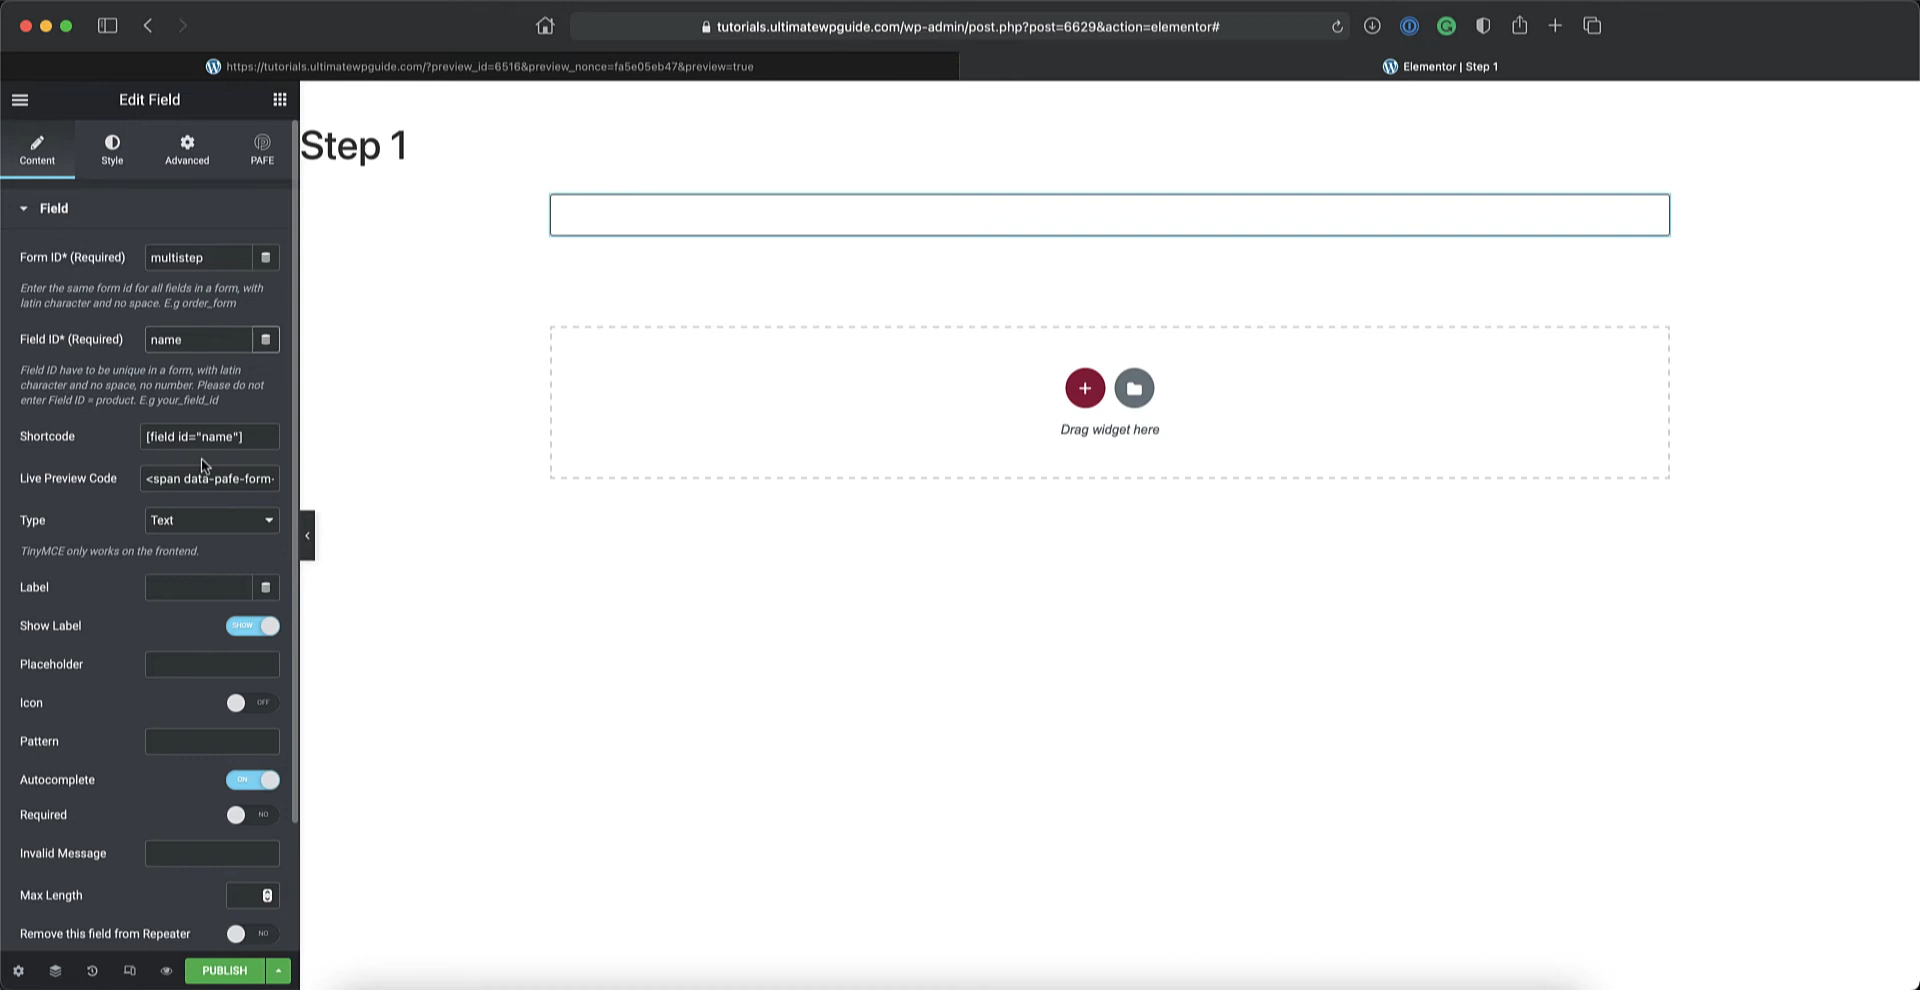 tutorials.ultimatewpguide.com/wp-admin/post.php?post=6629&action=elementor#
https://tutorials.ultimatewpguide.com/?preview_id=6516&preview_nonce=fa5e05eb47&preview=true
Elementor | Step 1
Edit Field
Content
Style
Advanced
PAFE
Step 1
Field
Form ID* (Required)
multistep
Enter the same form id for all fields in a form, with
latin character and no space. E.g order_form
Field ID* (Required)
name
Field ID have to be unique in a form, with latin
character and no space, no number. Please do not
enter Field ID = product. E.g your_field_id
Shortcode
[field id="name"]
Live Preview Code
<span data-pafe-form-
Type
Text
TinyMCE only works on the frontend.
Label
Show Label
SHOW
Placeholder
Icon
OFF
Pattern
Autocomplete
ON
Required
NO
Invalid Message
Max Length
Remove this field from Repeater
NO
PUBLISH
Drag widget here